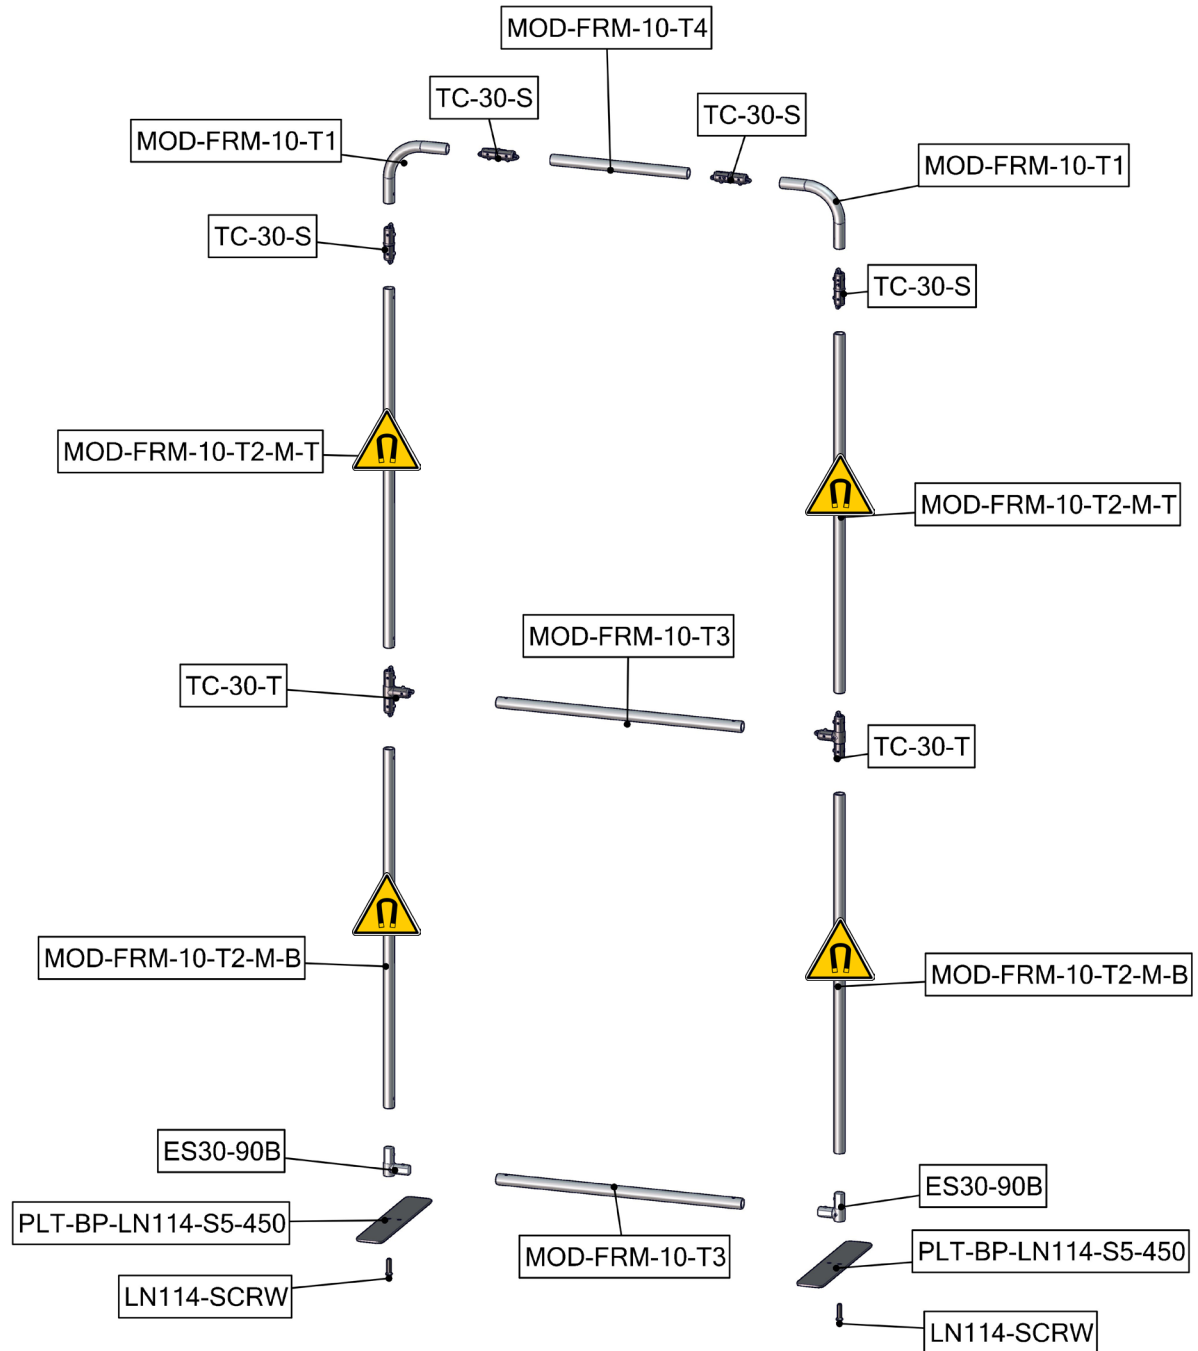 MOD-FRM-10-T4
TC-30-S
TC-30-S
MOD-FRM-10-T1
MOD-FRM-10-T1
TC-30-S
TC-30-S
MOD-FRM-10-T2-M-T
MOD-FRM-10-T2-M-T
MOD-FRM-10-T3
TC-30-T
TC-30-T
MOD-FRM-10-T2-M-B
MOD-FRM-10-T2-M-B
ES30-90B
ES30-90B
PLT-BP-LN114-S5-450
PLT-BP-LN114-S5-450
MOD-FRM-10-T3
LN114-SCRW
LN114-SCRW